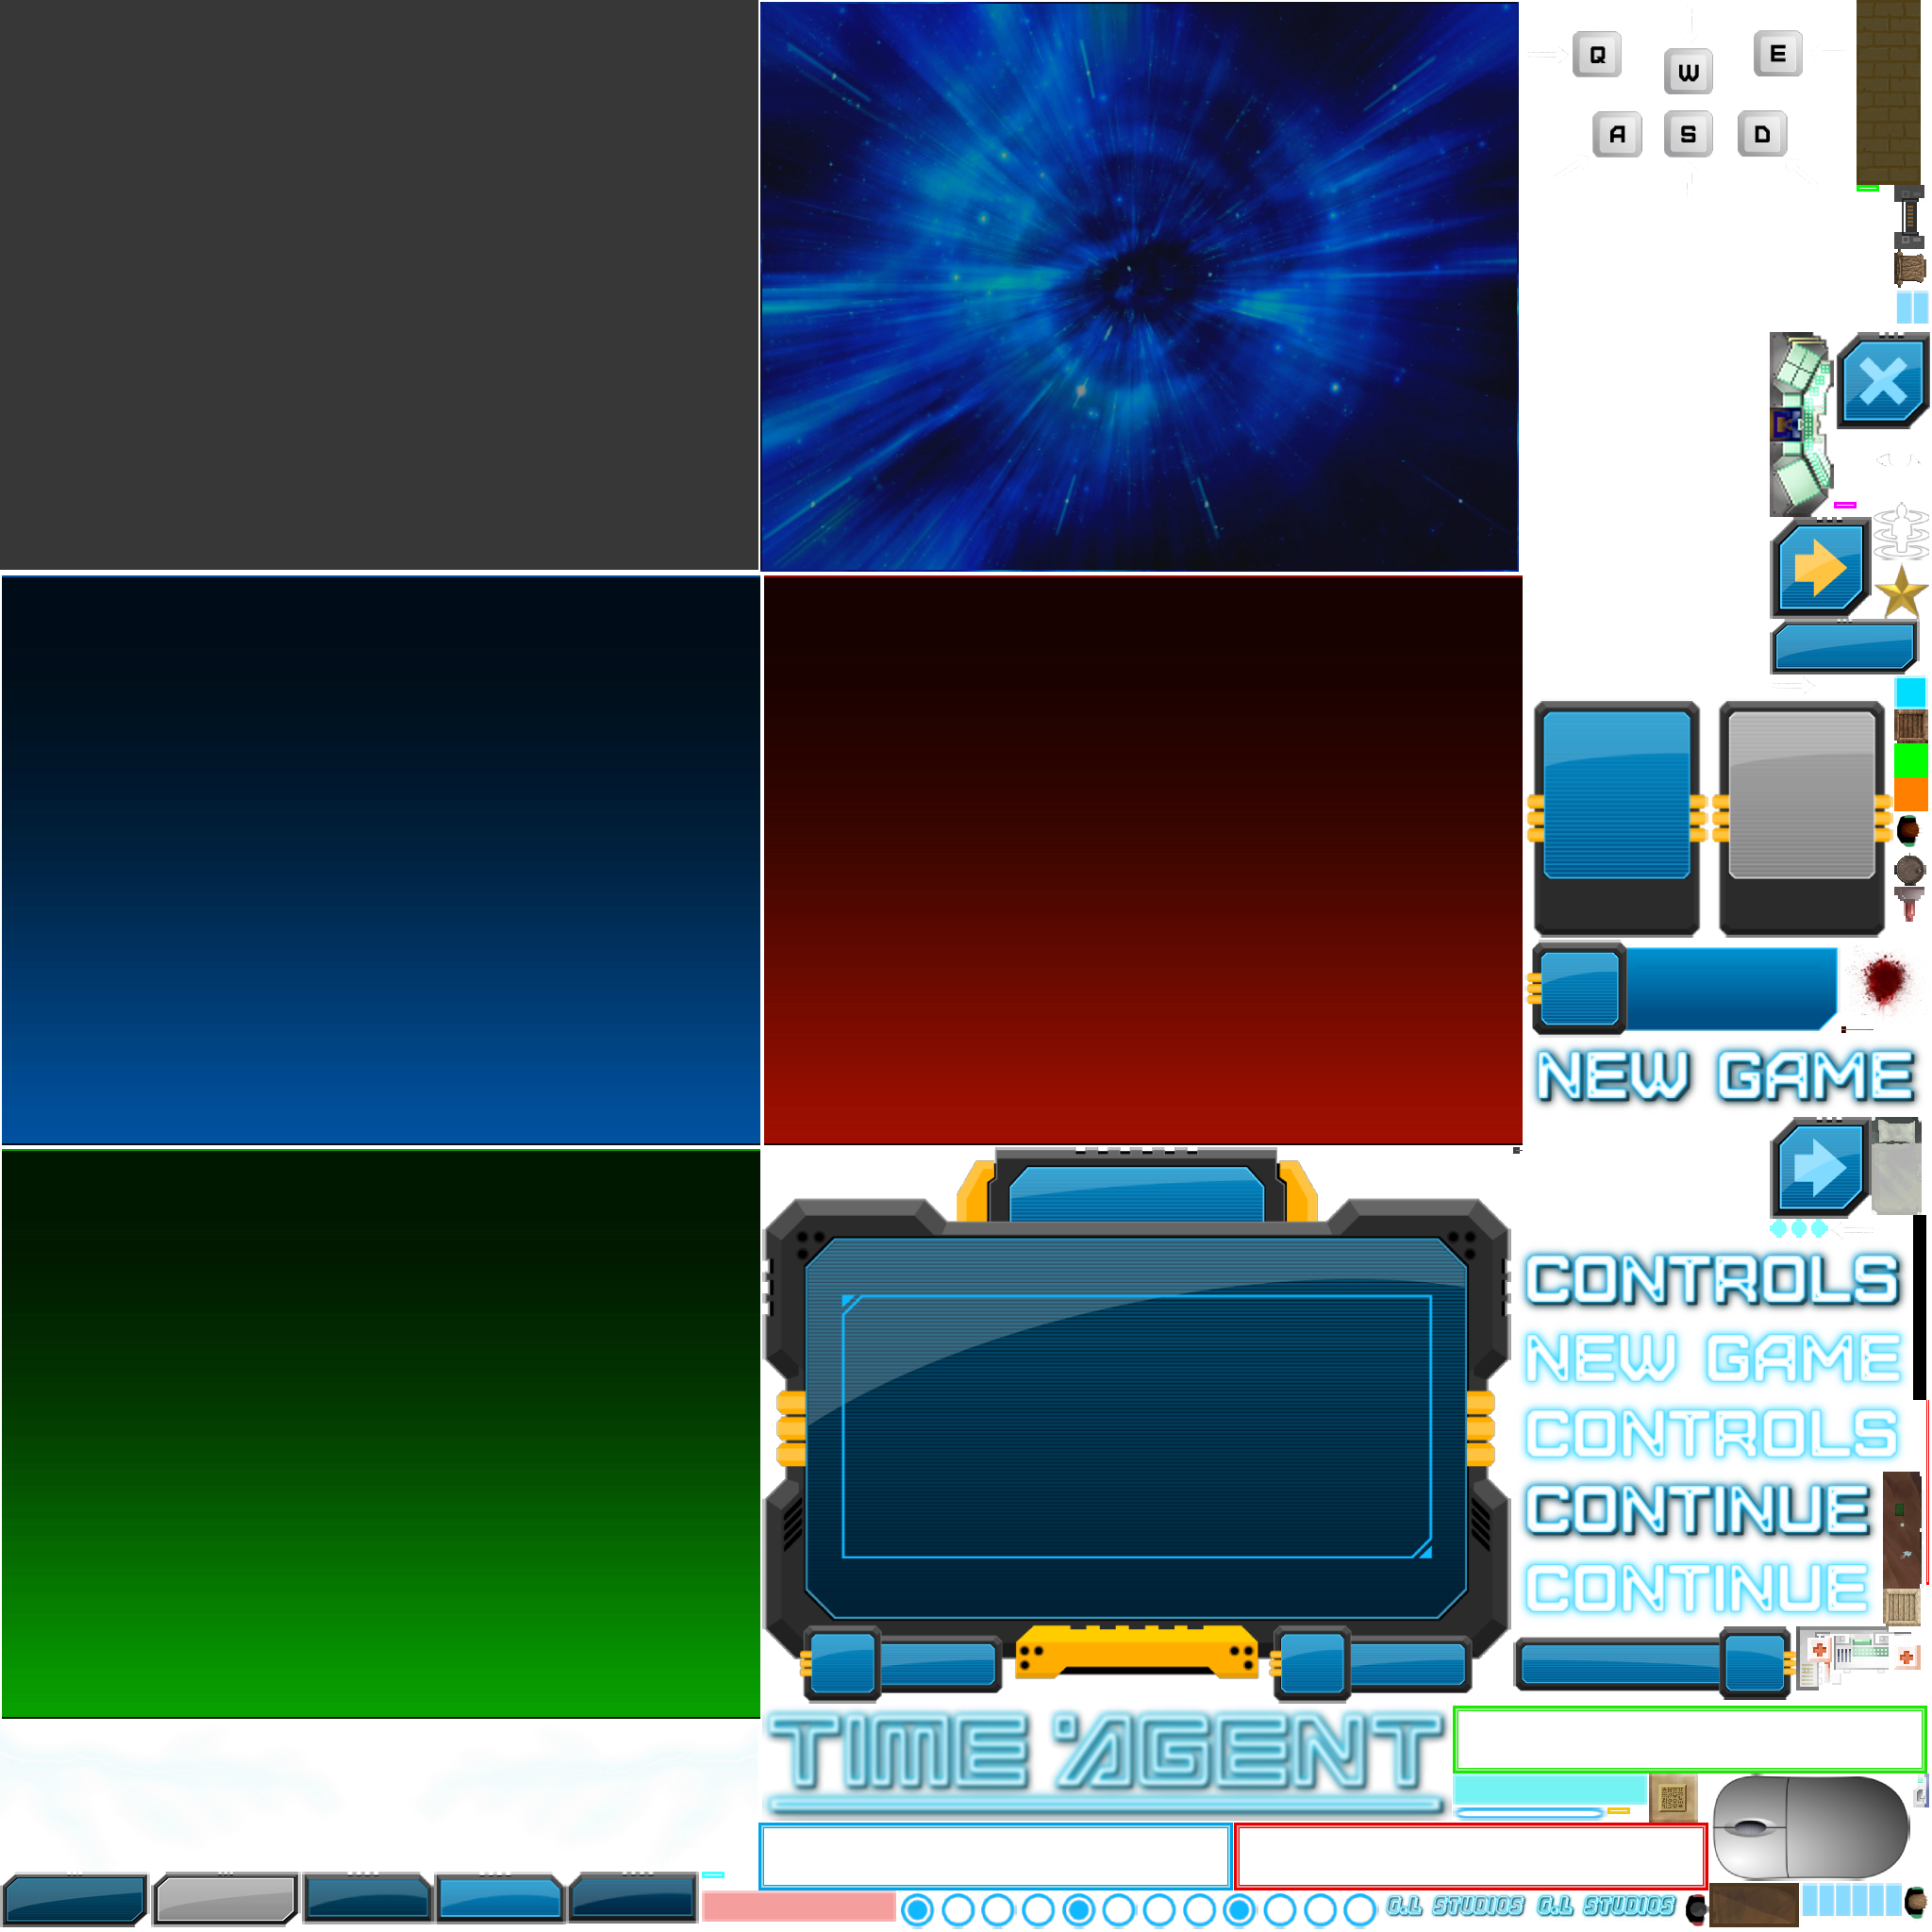 Q W E
A S D
NEW GAME
CONTROLS
NEW GAME
CONTROLS
CONTINUE
CONTINUE
TIME AGENT
G.L STUDIOS G.L STUDIOS